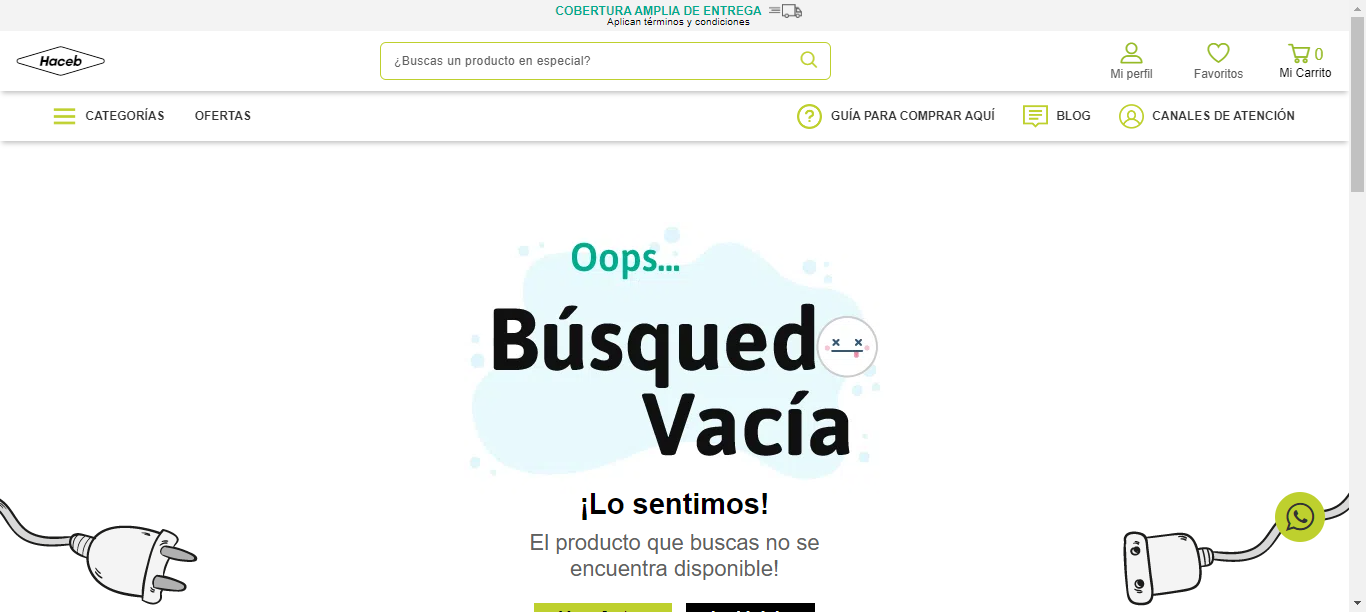 COBERTURA AMPLIA DE ENTREGA
Aplican términos y condiciones
Haceb
¿Buscas un producto en especial?
Mi perfil
Favoritos
0
Mi Carrito
CATEGORÍAS
OFERTAS
GUÍA PARA COMPRAR AQUÍ
BLOG
CANALES DE ATENCIÓN
Oops...
Búsqued
Vacía
¡Lo sentimos!
El producto que buscas no se
encuentra disponible!